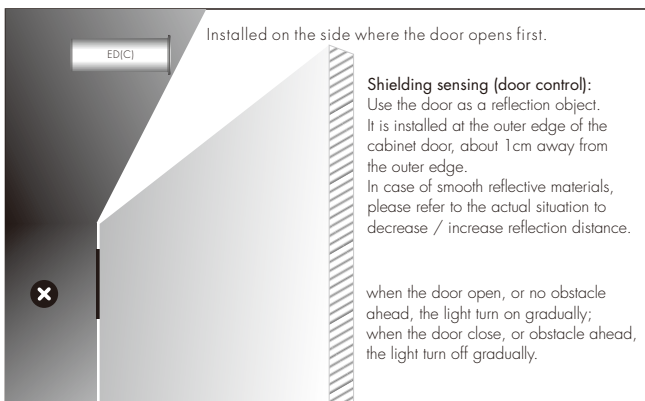 Installed on the side where the door opens first.
ED(C)
Shielding sensing (door control):
Use the door as a reflection object.
It is installed at the outer edge of the
cabinet door, about 1cm away from
the outer edge.
In case of smooth reflective materials,
please refer to the actual situation to
decrease / increase reflection distance.
when the door open, or no obstacle
ahead, the light turn on gradually;
when the door close, or obstacle ahead,
the light turn off gradually.